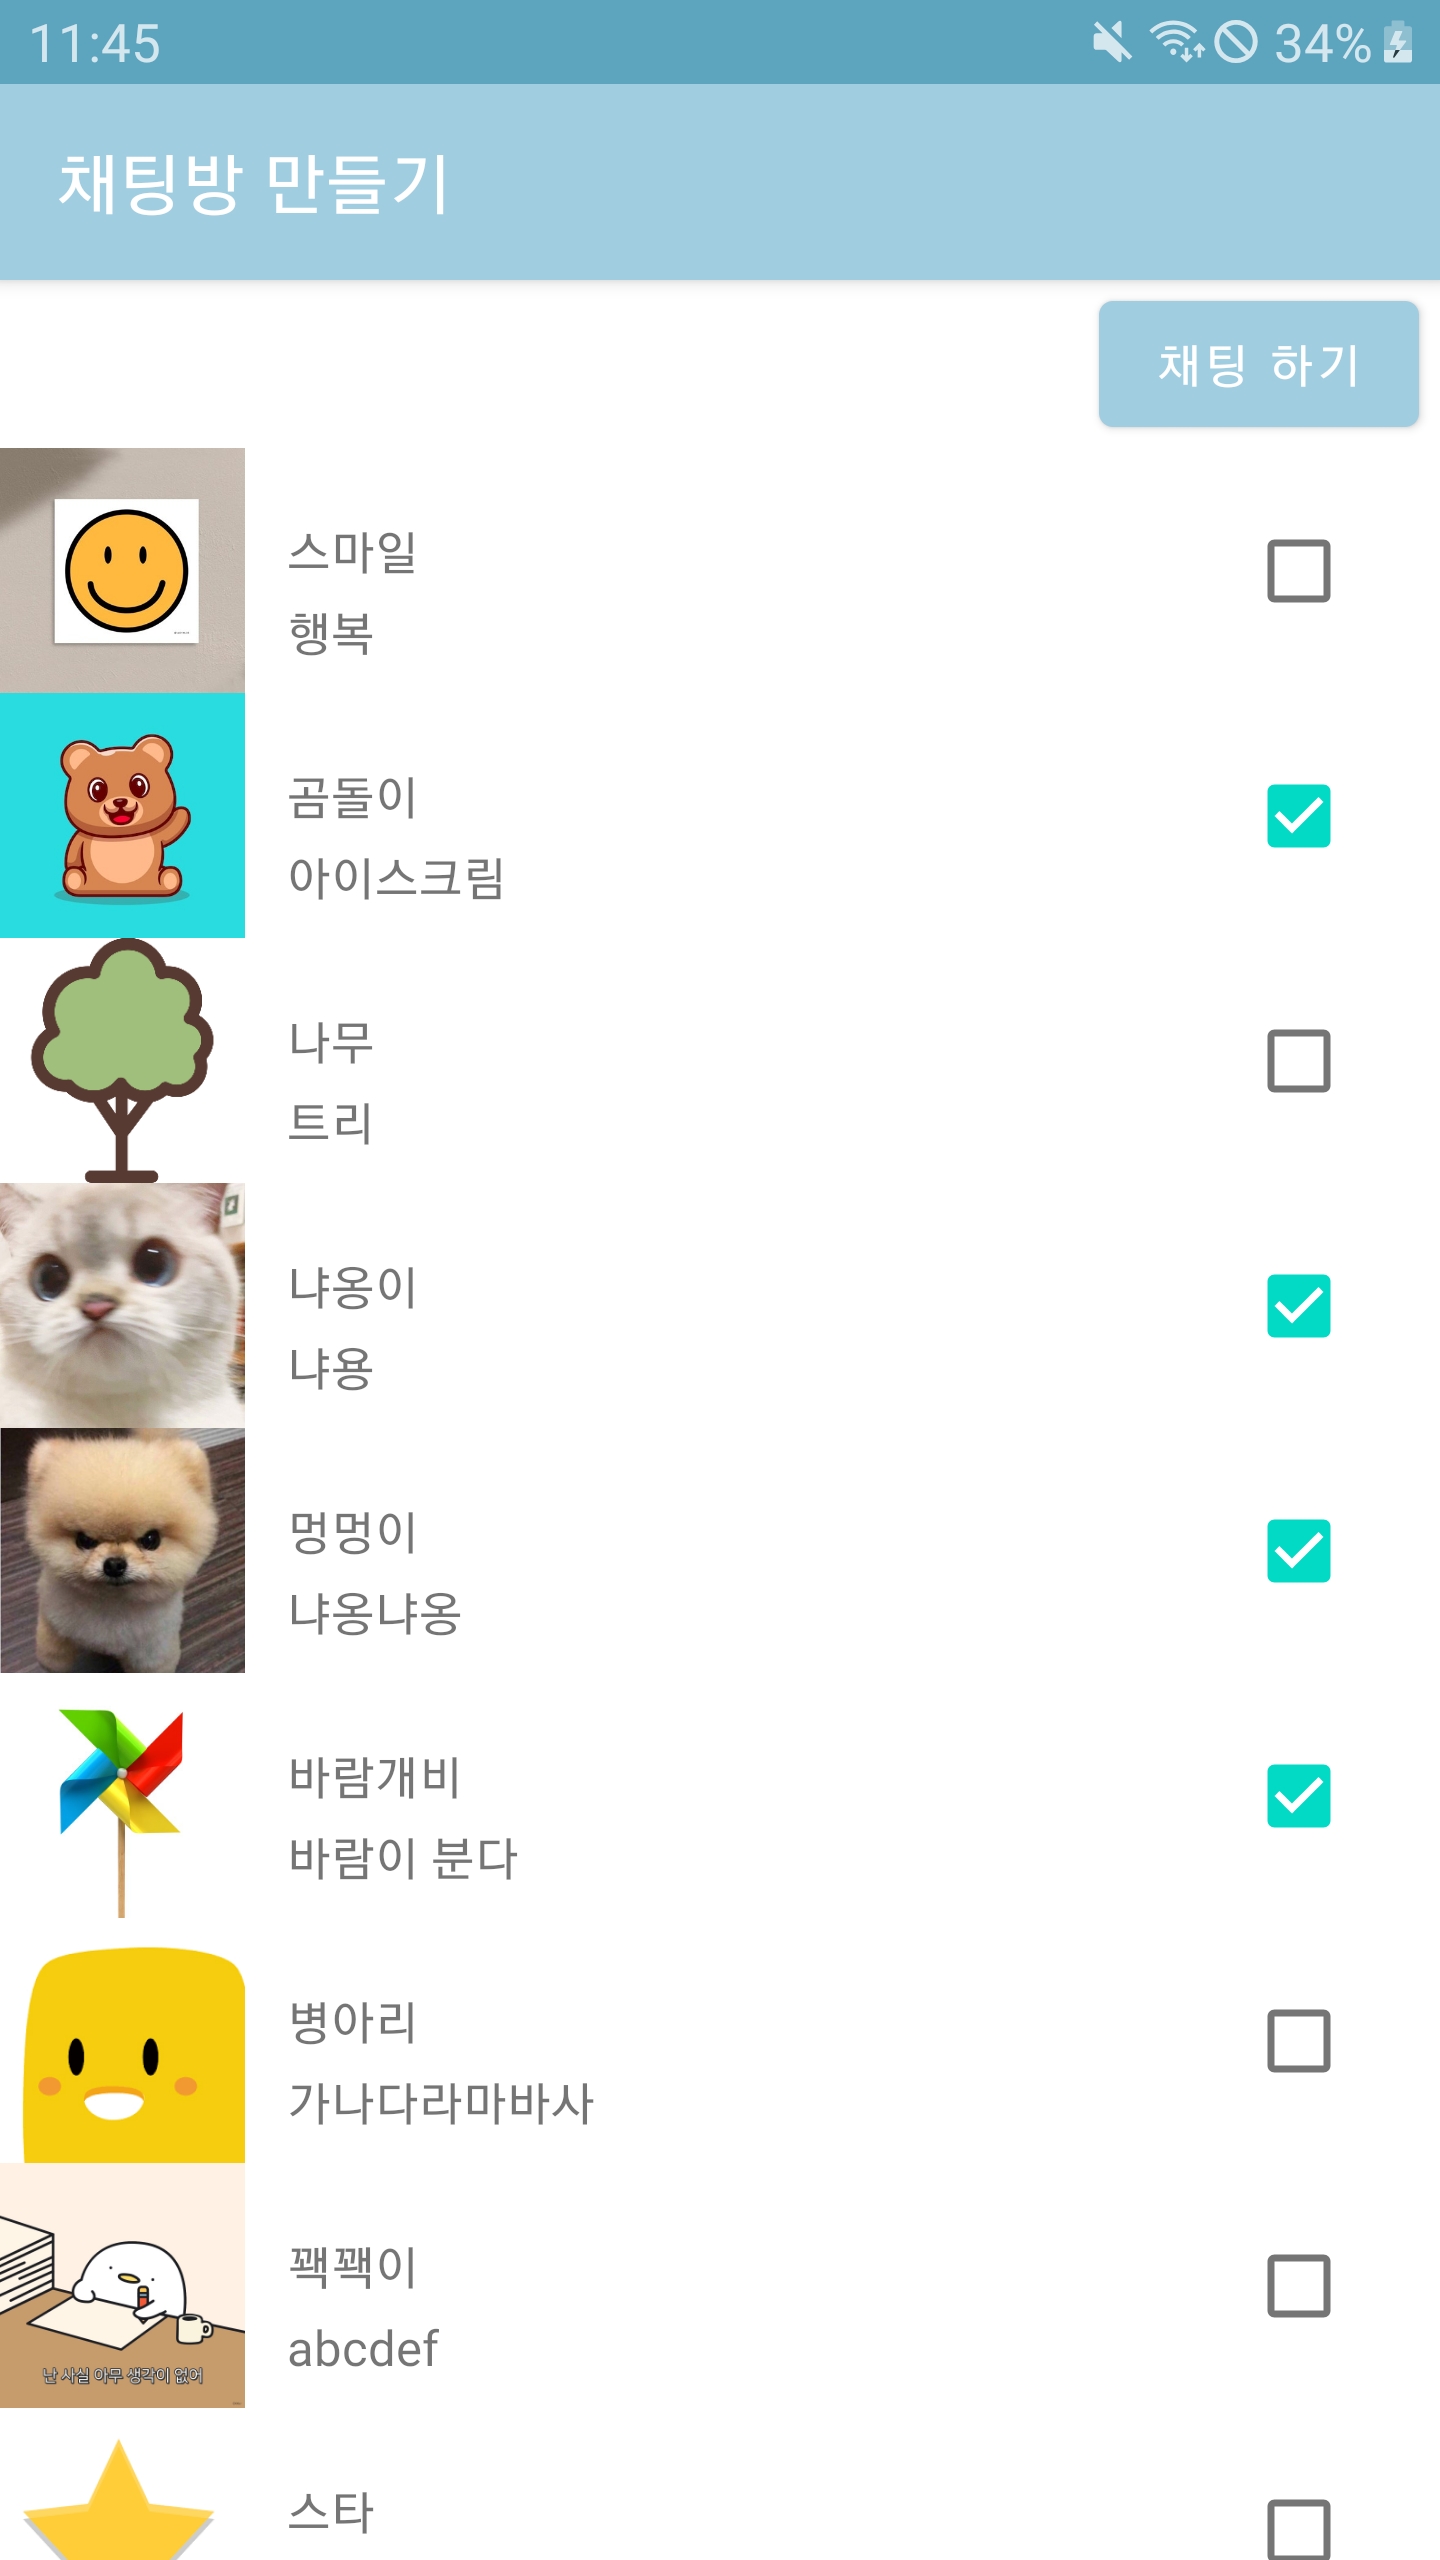 11:45
34%
채팅방 만들기
채팅 하기
스마일
행복
곰돌이
아이스크림
나무
트리
냐옹이
냐용
멍멍이
냐옹냐옹
바람개비
바람이 분다
병아리
가나다라마바사
꽥꽥이
abcdef
난 사실 아무 생각이 없어
스타